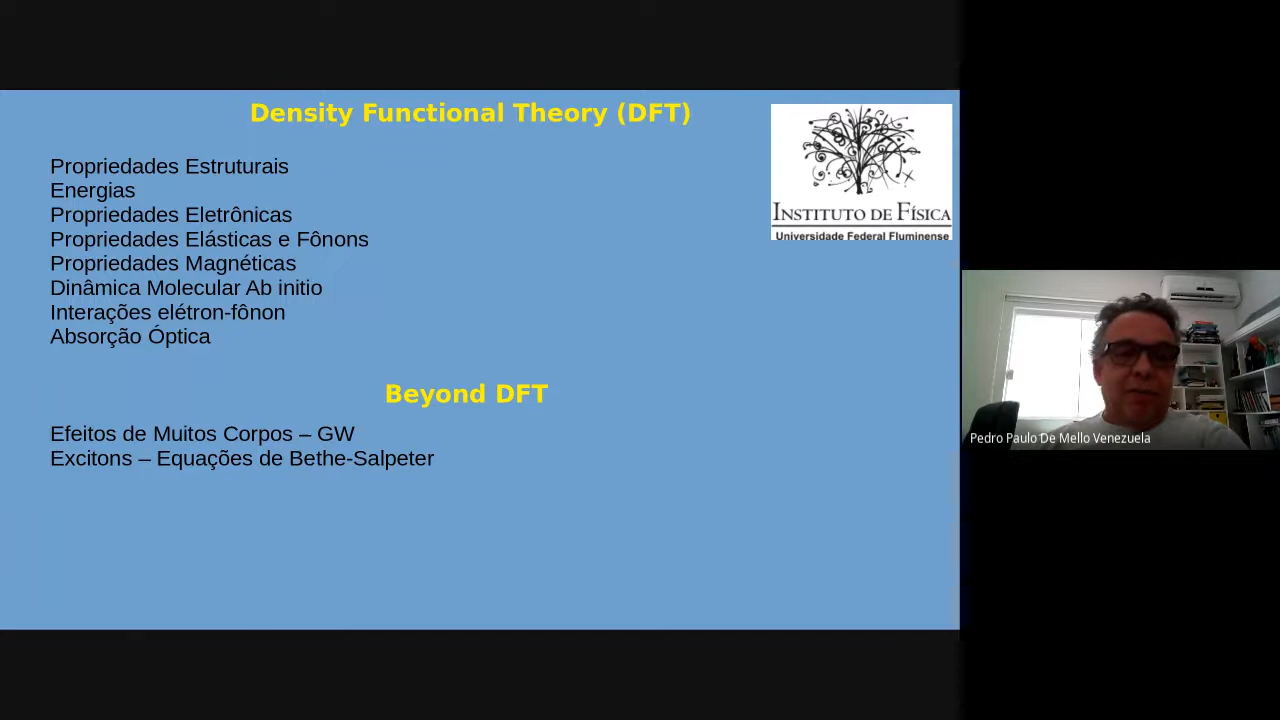 Density Functional Theory (DFT)
Propriedades Estruturais
Energias
Propriedades Eletrônicas
Propriedades Elásticas e Fônons
Propriedades Magnéticas
Dinâmica Molecular Ab initio
Interações elétron-fônon
Absorção Óptica
Beyond DFT
Efeitos de Muitos Corpos – GW
Excitons – Equações de Bethe-Salpeter
INSTITUTO DE FÍSICA
Universidade Federal Fluminense
Pedro Paulo De Mello Venezuela